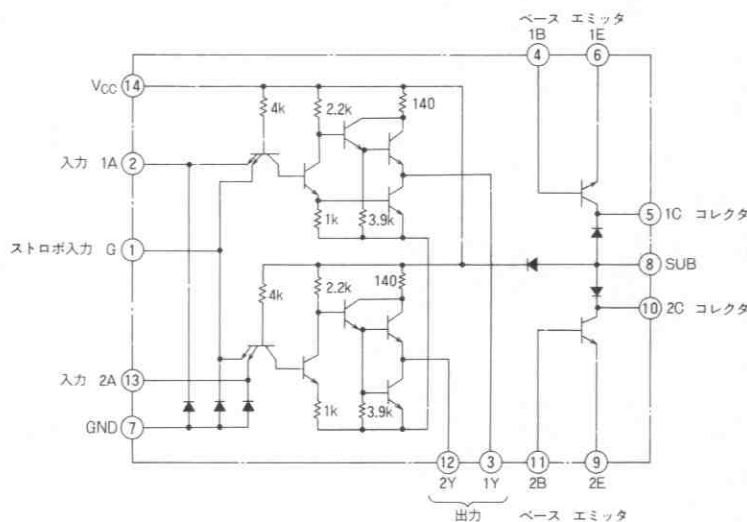 ベース エミッタ
1B 1E
4 6
VCC 14
4k 2.2k 140
入力 1A 2
1k 3.9k
5 1C コレクタ
ストロボ入力 G 1
8 SUB
4k 2.2k 140
10 2C コレクタ
入力 2A 13
1k 3.9k
GND 7
12 3 11 9
2Y 1Y 2B 2E
出力 ベース エミッタ